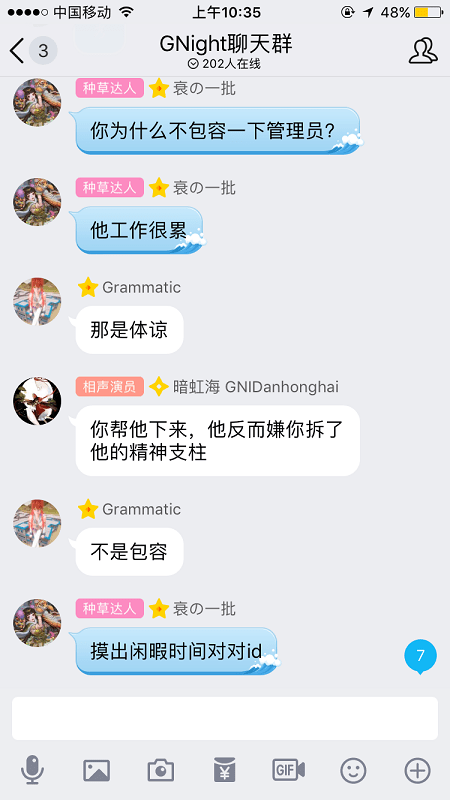 中国移动 上午10:35 48%
3 GNight聊天群
202人在线
种草达人 衰の一批
你为什么不包容一下管理员?
种草达人 衰の一批
他工作很累
Grammatic
那是体谅
相声演员 暗虹海 GNIDanhonghai
你帮他下来，他反而嫌你拆了
他的精神支柱
Grammatic
不是包容
种草达人 衰の一批
摸出闲暇时间对对id
7
¥ GIF